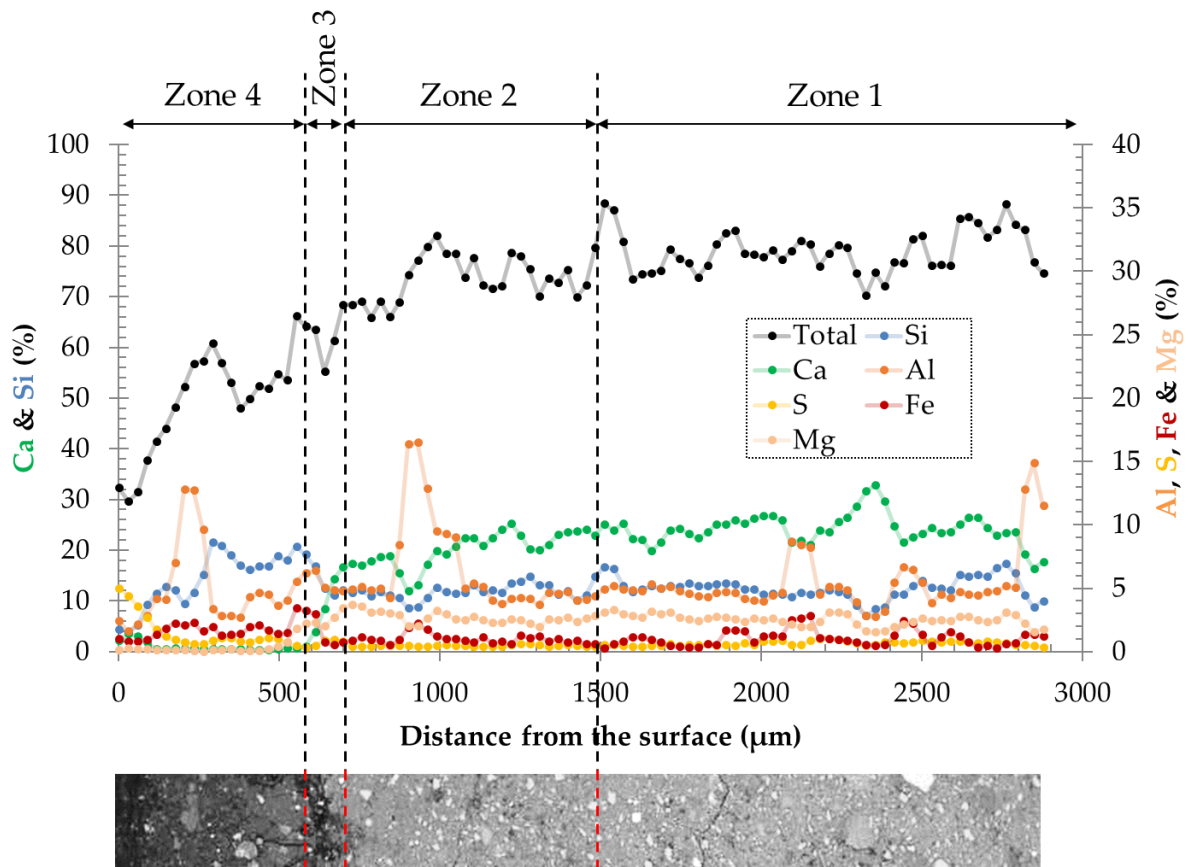 Zone 3
Zone 4
Zone 2
Zone 1
100
90
80
70
60
50
40
30
20
10
0
Ca & Si (%)
40
35
30
25
20
15
10
5
0
Al, S, Fe & Mg (%)
Total
Si
Ca
Al
S
Fe
Mg
0
500
1000
1500
2000
2500
3000
Distance from the surface (µm)